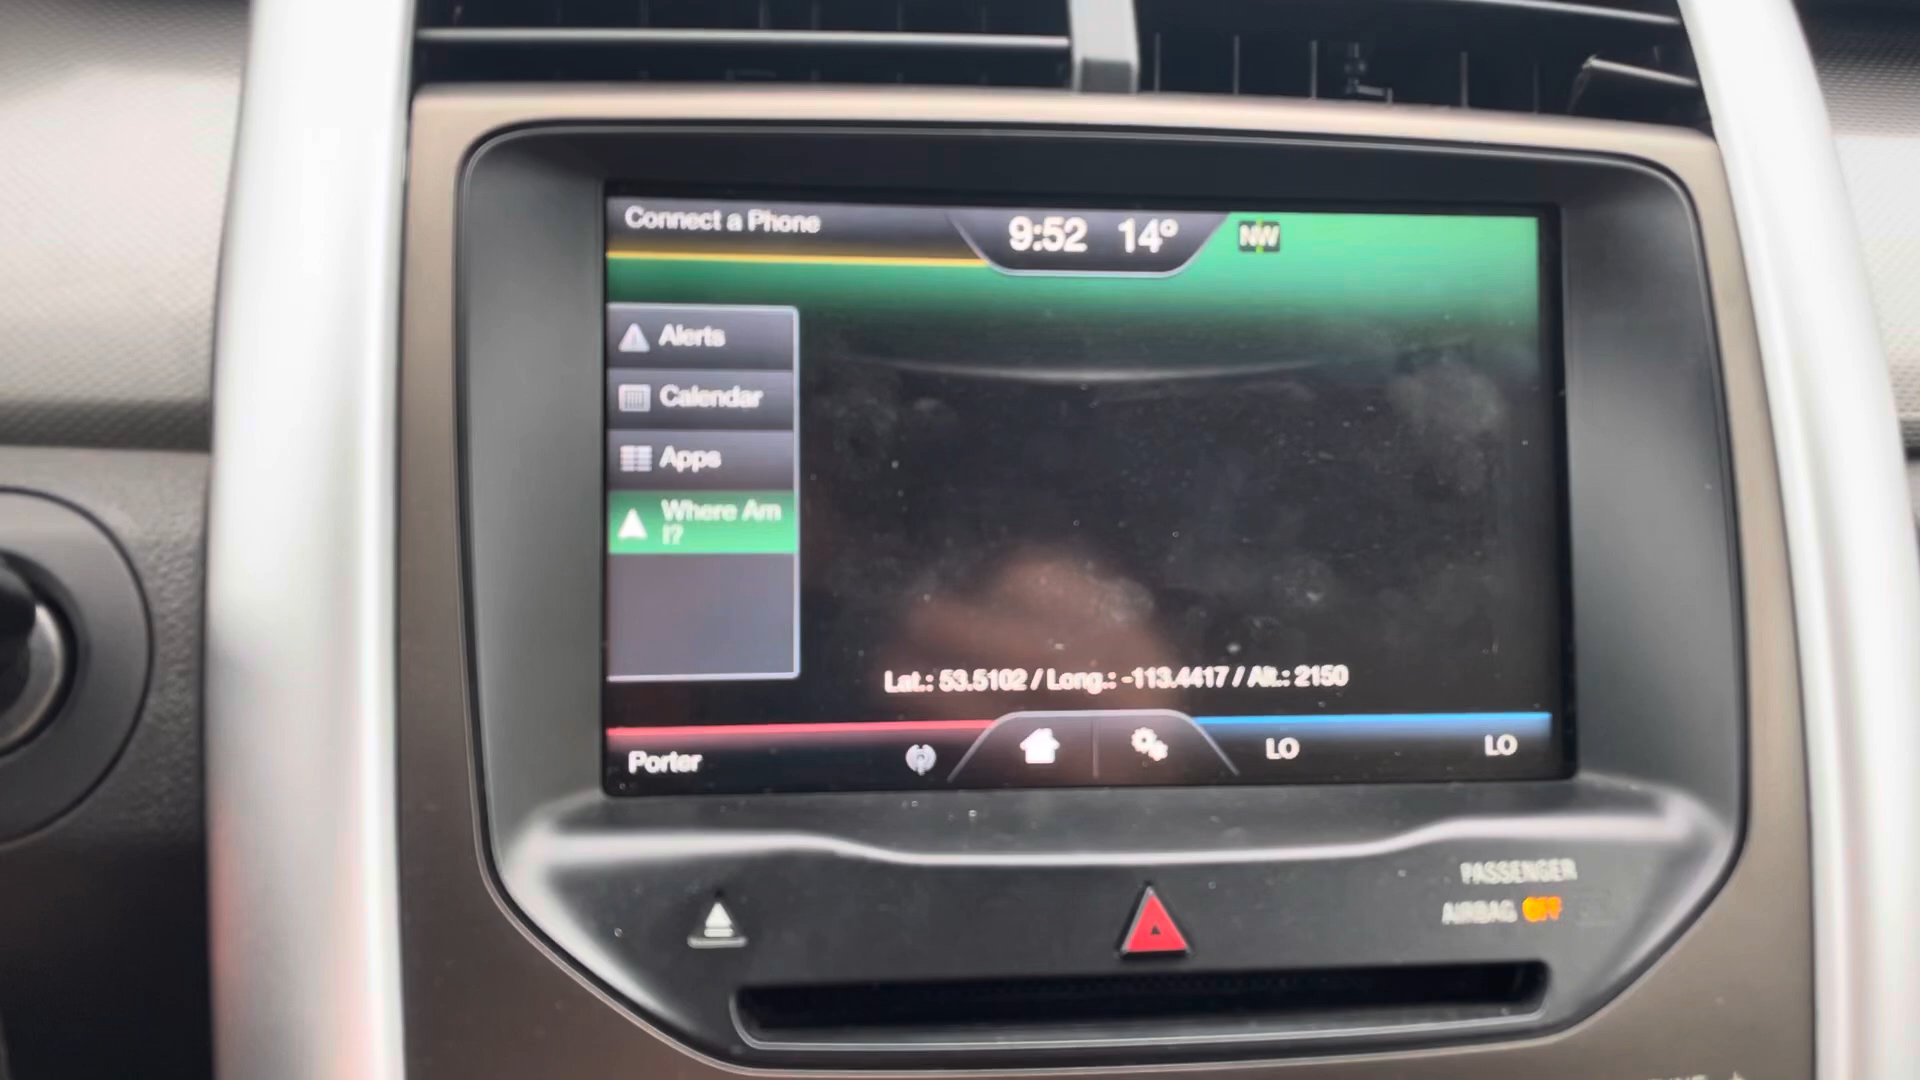 Connect a Phone
9:52 14°
NW
Alerts
Calendar
Apps
Where Am
I?
Lat.: 53.5102 / Long.: -113.4417 / Alt.: 2150
Porter
LO
LO
PASSENGER
AIRBAG OFF